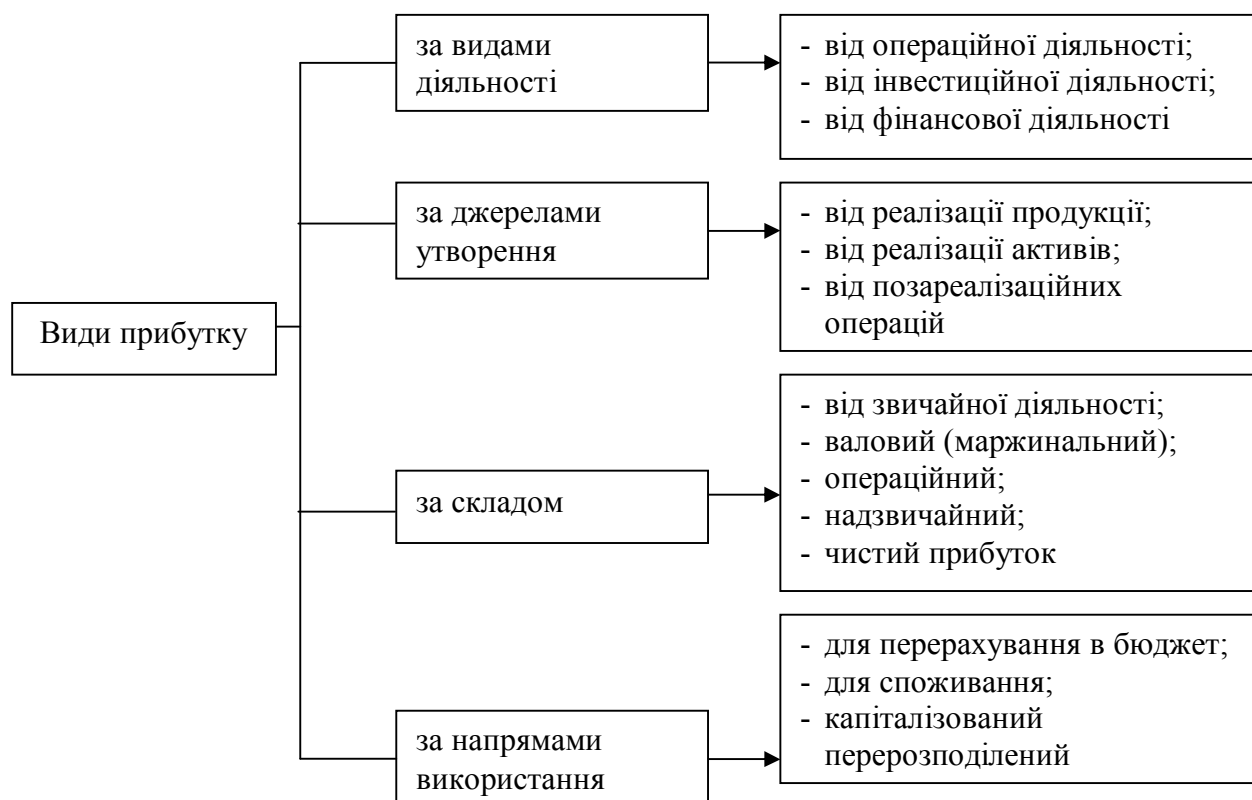 Види прибутку
за видами
діяльності
- від операційної діяльності;
- від інвестиційної діяльності;
- від фінансової діяльності
за джерелами
утворення
- від реалізації продукції;
- від реалізації активів;
- від позареалізаційних
операцій
за складом
- від звичайної діяльності;
- валовий (маржинальний);
- операційний;
- надзвичайний;
- чистий прибуток
за напрямами
використання
- для перерахування в бюджет;
- для споживання;
- капіталізований
перерозподілений